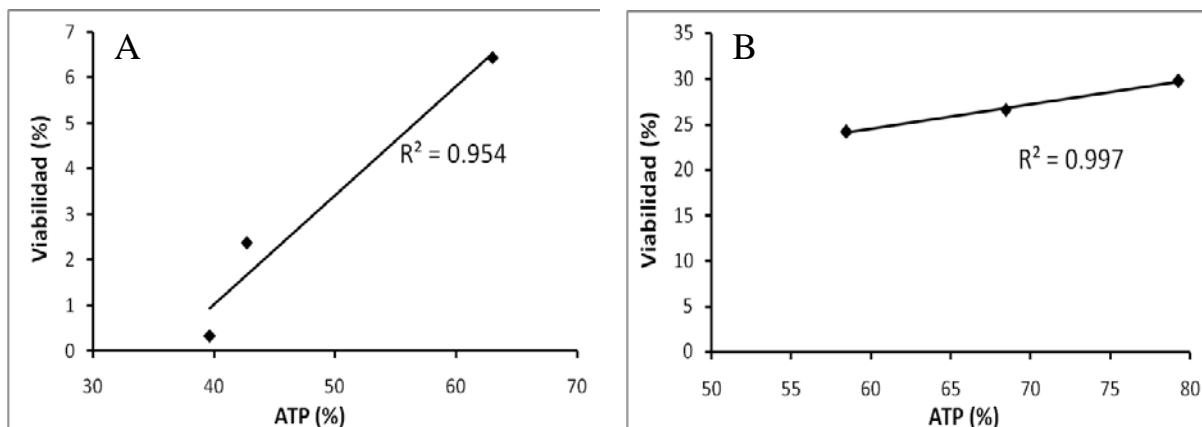 A
7
6
5
4
3
2
1
0
Viabilidad (%)
R² = 0.954
30 40 50 60 70
ATP (%)
B
35
30
25
20
15
10
5
0
Viabilidad (%)
R² = 0.997
50 55 60 65 70 75 80
ATP (%)